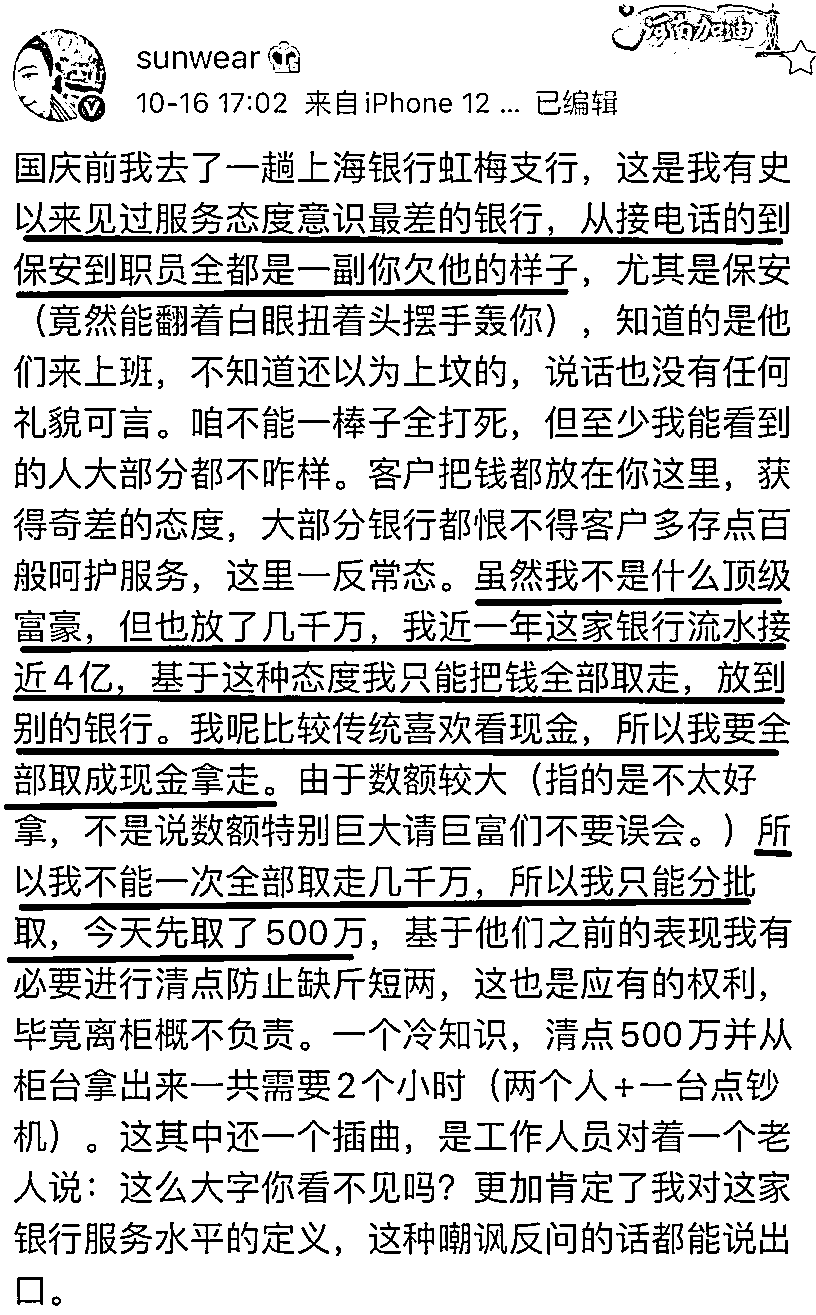 河南加油
sunwear
10-16 17:02 来自iPhone 12 ... 已编辑
国庆前我去了一趟上海银行虹梅支行，这是我有史
以来见过服务态度意识最差的银行，从接电话的到
保安到职员全都是一副你欠他的样子，尤其是保安
（竟然能翻着白眼扭着头摆手轰你），知道的是他
们来上班，不知道还以为上坟的，说话也没有任何
礼貌可言。咱不能一棒子全打死，但至少我能看到
的人大部分都不咋样。客户把钱都放在你这里，获
得奇差的态度，大部分银行都恨不得客户多存点百
般呵护服务，这里一反常态。虽然我不是什么顶级
富豪，但也放了几千万，我近一年这家银行流水接
近4亿，基于这种态度我只能把钱全部取走，放到
别的银行。我呢比较传统喜欢看现金，所以我要全
部取成现金拿走。由于数额较大（指的是不太好
拿，不是说数额特别巨大请巨富们不要误会。）所
以我不能一次全部取走几千万，所以我只能分批
取，今天先取了500万，基于他们之前的表现我有
必要进行清点防止缺斤短两，这也是应有的权利，
毕竟离柜概不负责。一个冷知识，清点500万并从
柜台拿出来一共需要2个小时（两个人+一台点钞
机）。这其中还一个插曲，是工作人员对着一个老
人说：这么大字你看不见吗？更加肯定了我对这家
银行服务水平的定义，这种嘲讽反问的话都能说出
口。